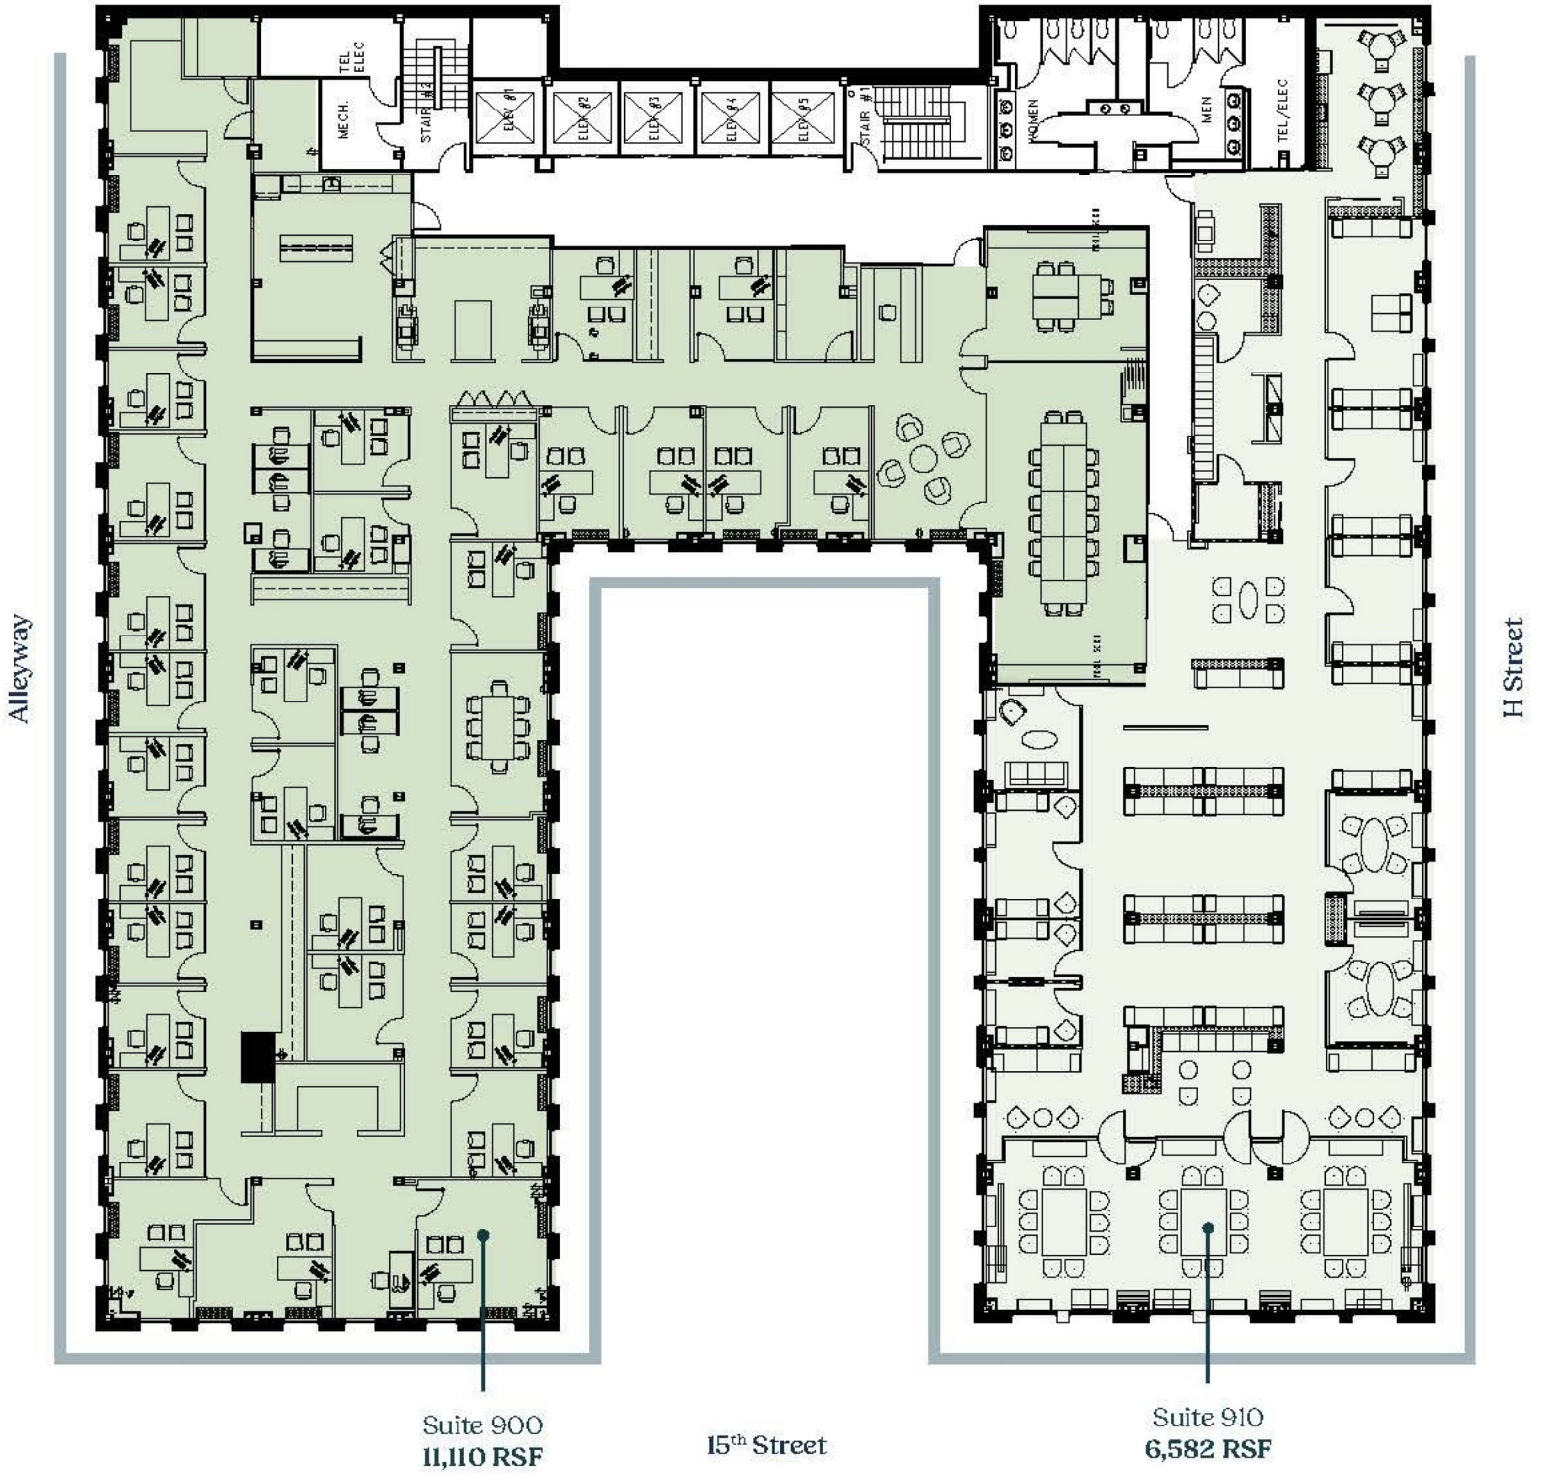 TEL
ELEC
MECH.
STAIR #2
ELEV #1
ELEV #2
ELEV #3
ELEV #4
ELEV #5
STAIR #1
WOMEN
MEN
TEL/ELEC
Alleyway
H Street
Suite 900
11,110 RSF
15th Street
Suite 910
6,582 RSF